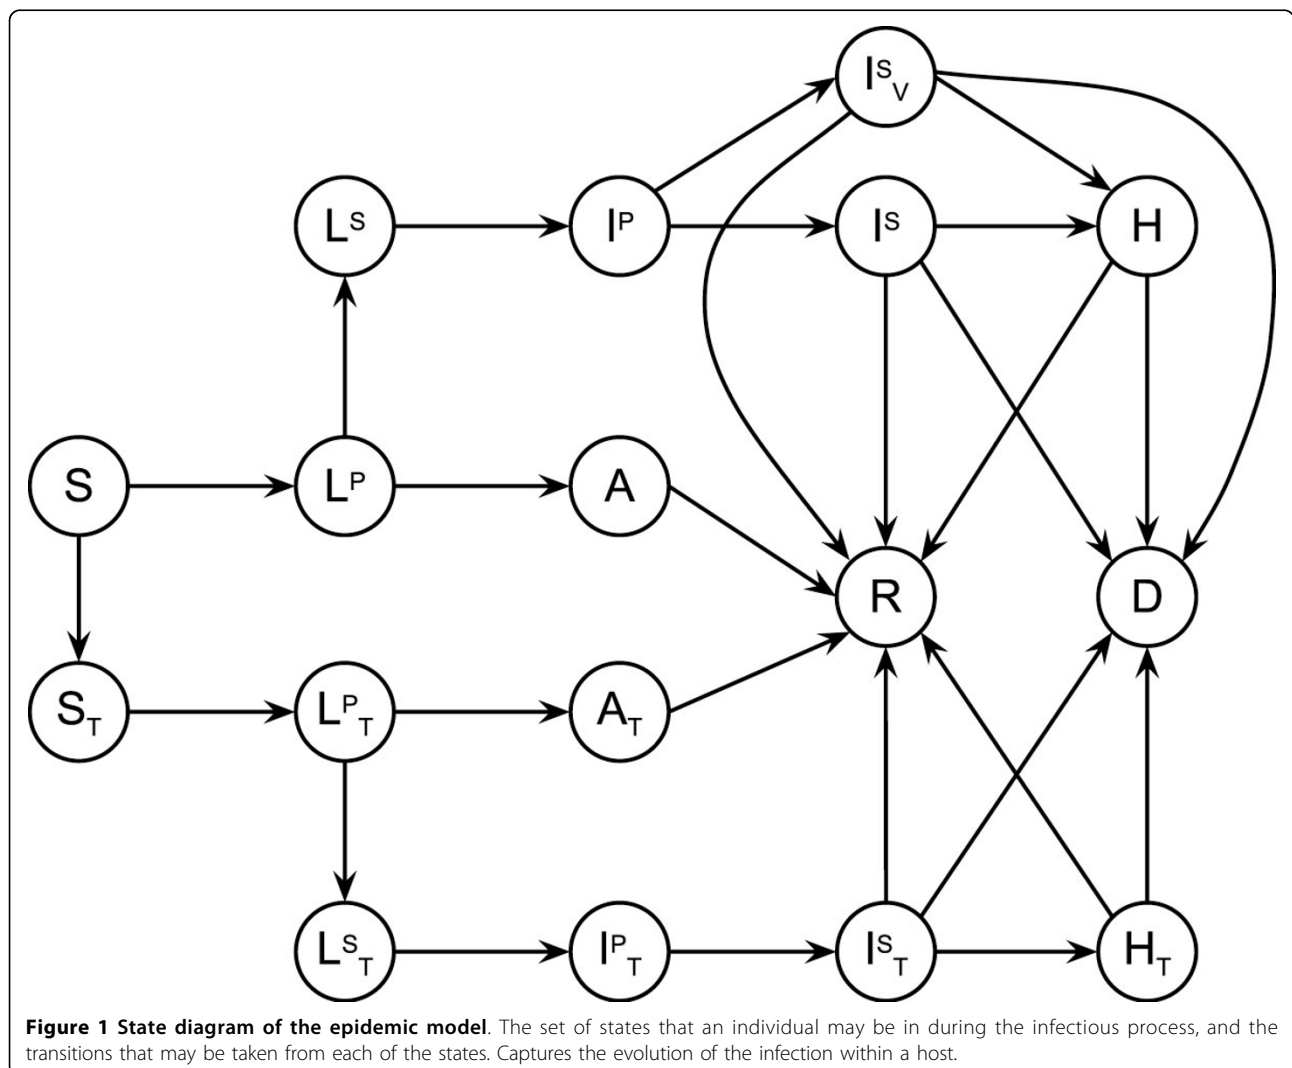 I^S_V
L^S I^P I^S H
S L^P A
R D
S_T L^P_T A_T
L^S_T I^P_T I^S_T H_T
Figure 1 State diagram of the epidemic model. The set of states that an individual may be in during the infectious process, and the
transitions that may be taken from each of the states. Captures the evolution of the infection within a host.